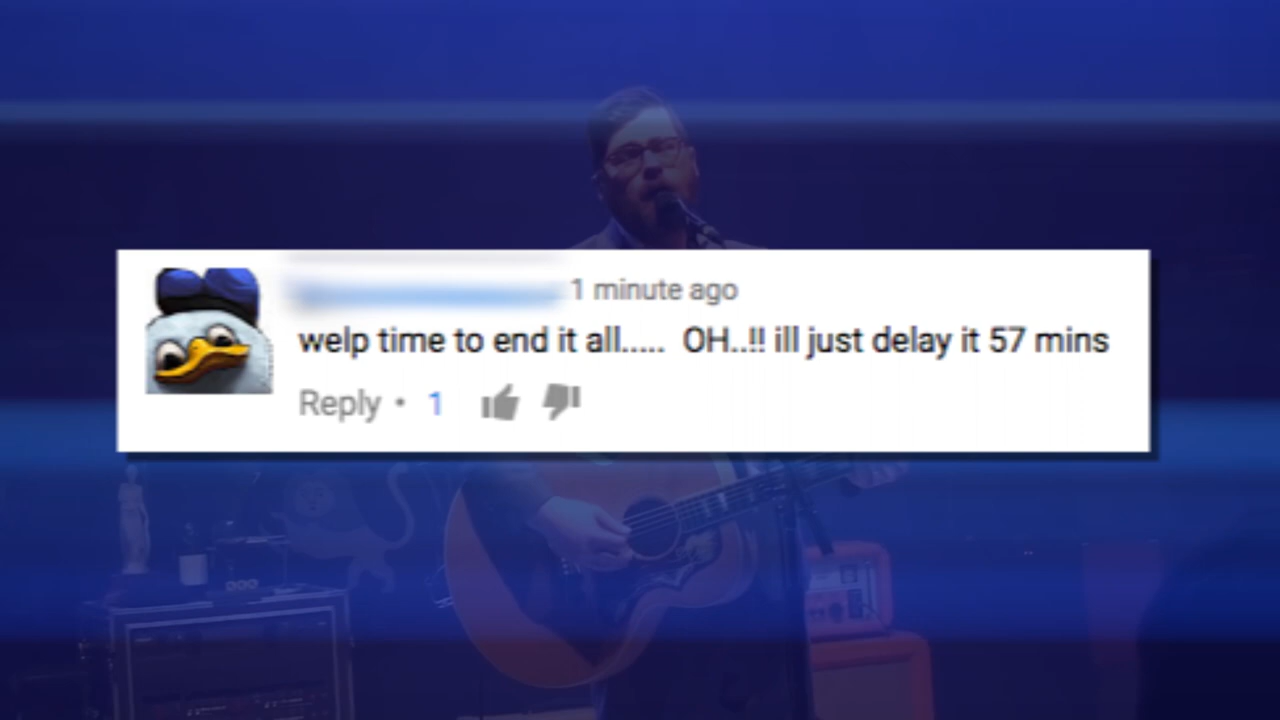 1 minute ago
welp time to end it all.....  OH..!! ill just delay it 57 mins
Reply • 1